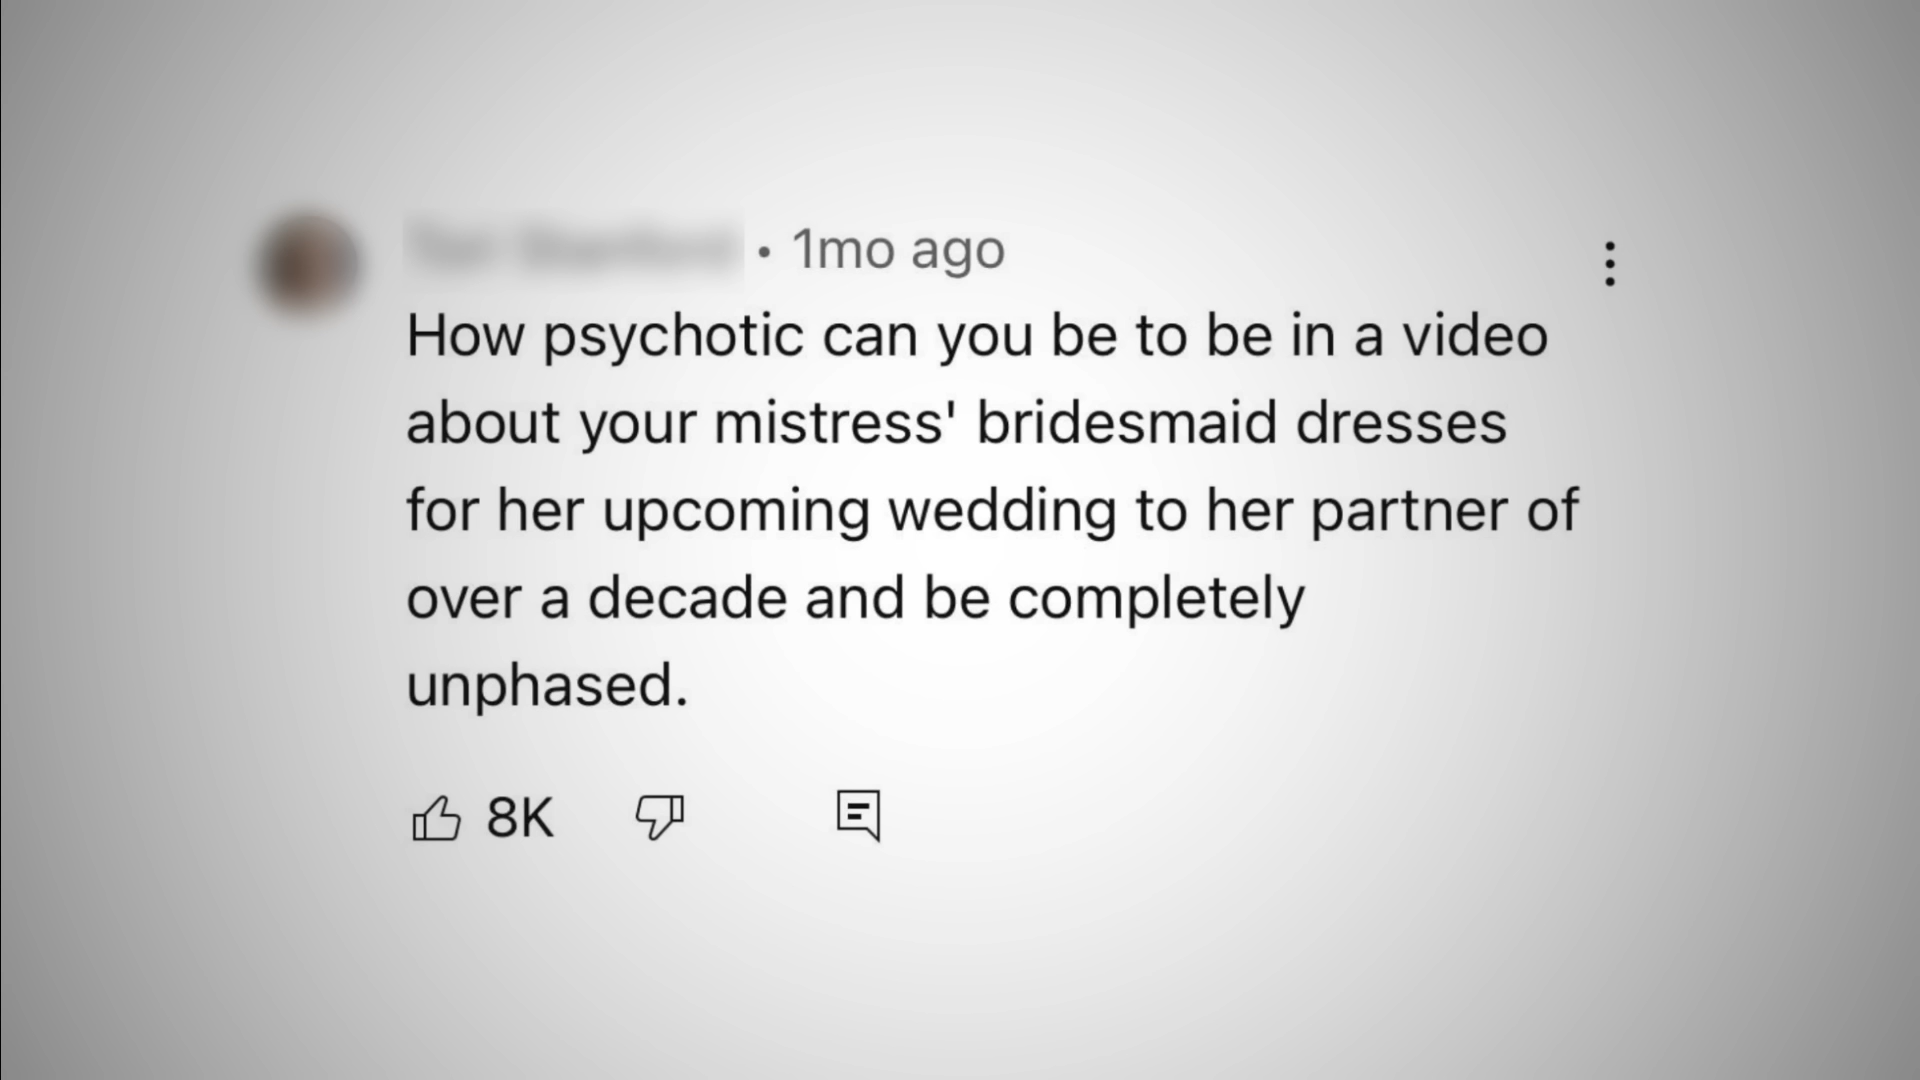 • 1mo ago
How psychotic can you be to be in a video
about your mistress' bridesmaid dresses
for her upcoming wedding to her partner of
over a decade and be completely
unphased.
8K